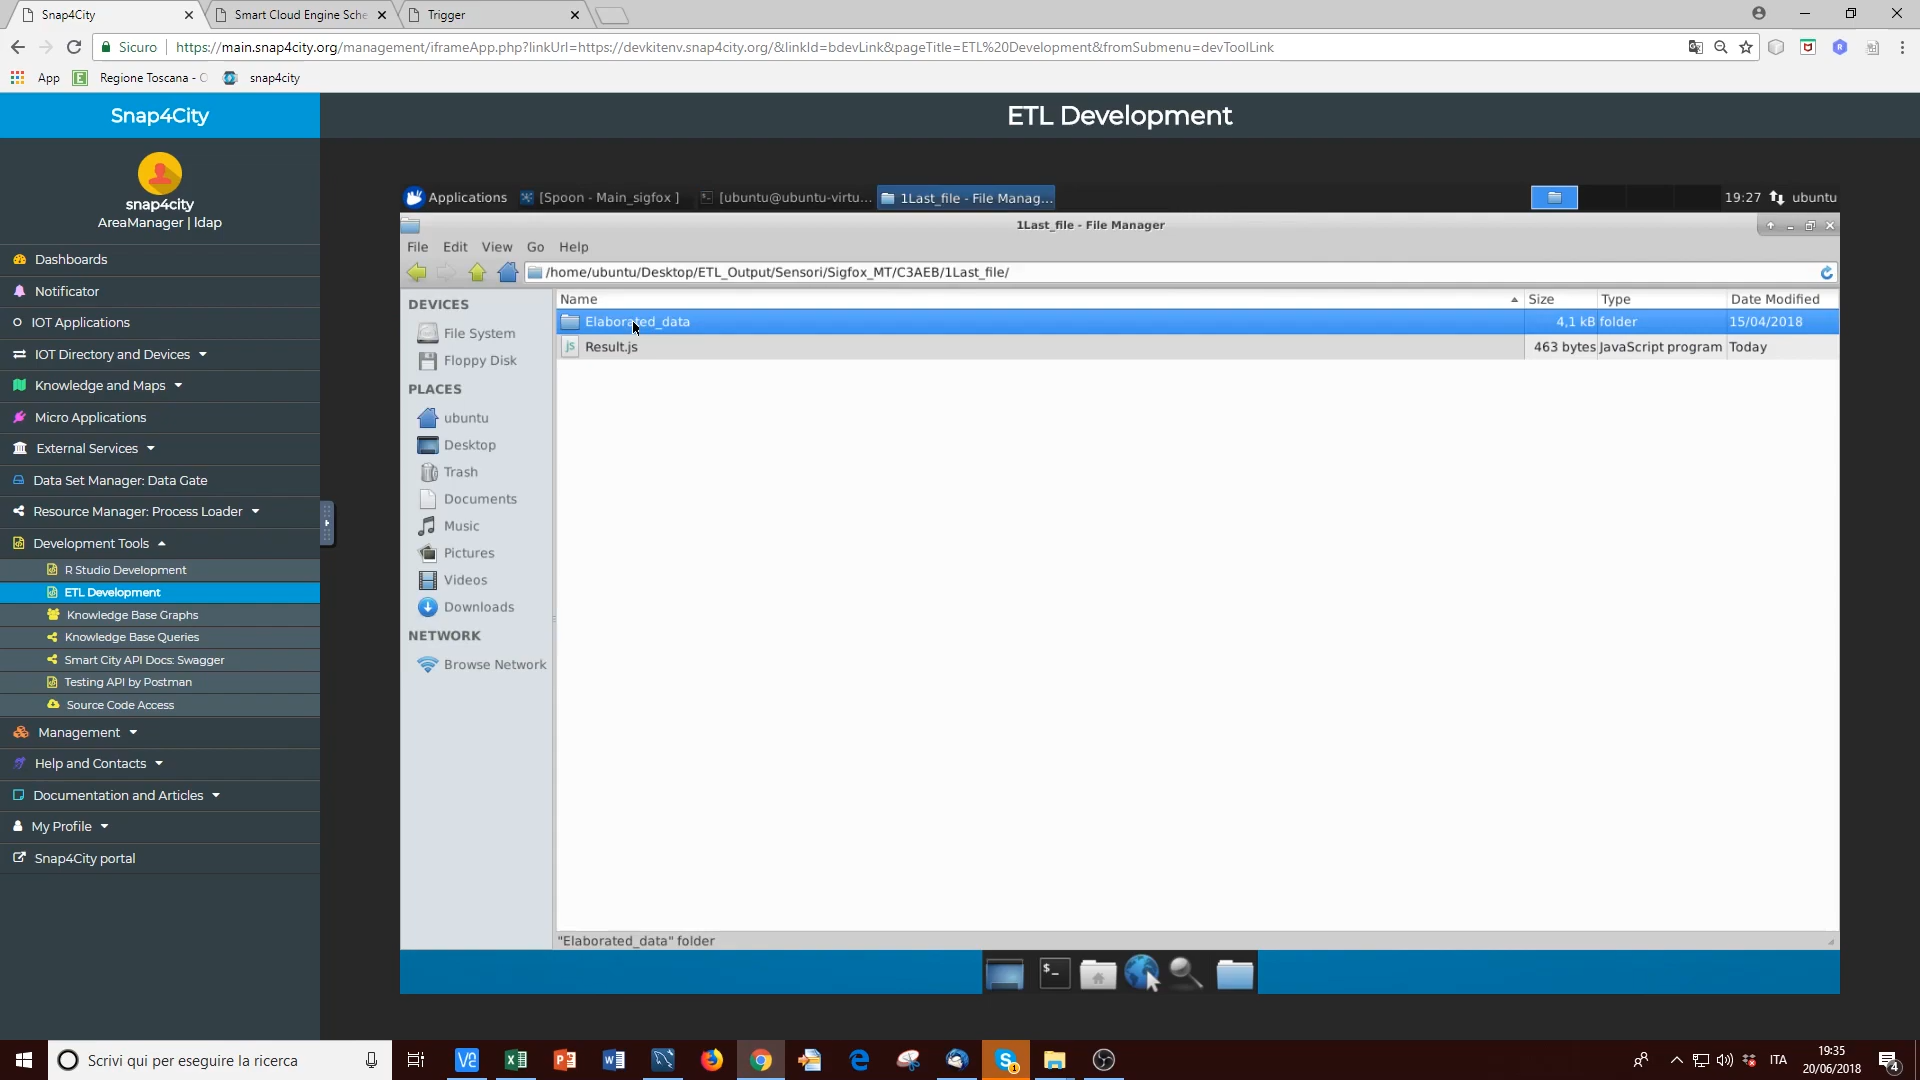 Snap4City
Smart Cloud Engine Sche
Trigger
Sicuro
https://main.snap4city.org/management/iframeApp.php?linkUrl=https://devkitenv.snap4city.org/&linkId=bdevLink&pageTitle=ETL%20Development&fromSubmenu=devToolLink
App
Regione Toscana - C
snap4city
Snap4City
ETL Development
snap4city
AreaManager | ldap
Dashboards
Notificator
IOT Applications
IOT Directory and Devices
Knowledge and Maps
Micro Applications
External Services
Data Set Manager: Data Gate
Resource Manager: Process Loader
Development Tools
R Studio Development
ETL Development
Knowledge Base Graphs
Knowledge Base Queries
Smart City API Docs: Swagger
Testing API by Postman
Source Code Access
Management
Help and Contacts
Documentation and Articles
My Profile
Snap4City portal
Applications
[Spoon - Main_sigfox ]
[ubuntu@ubuntu-virtu...
1Last_file - File Manag...
19:27
ubuntu
1Last_file - File Manager
File Edit View Go Help
/home/ubuntu/Desktop/ETL_Output/Sensori/Sigfox_MT/C3AEB/1Last_file/
DEVICES
File System
Floppy Disk
PLACES
ubuntu
Desktop
Trash
Documents
Music
Pictures
Videos
Downloads
NETWORK
Browse Network
Name Size Type Date Modified
Elaborated_data 4,1 kB folder 15/04/2018
Result.js 463 bytes JavaScript program Today
"Elaborated_data" folder
Scrivi qui per eseguire la ricerca
ITA
19:35
20/06/2018
4